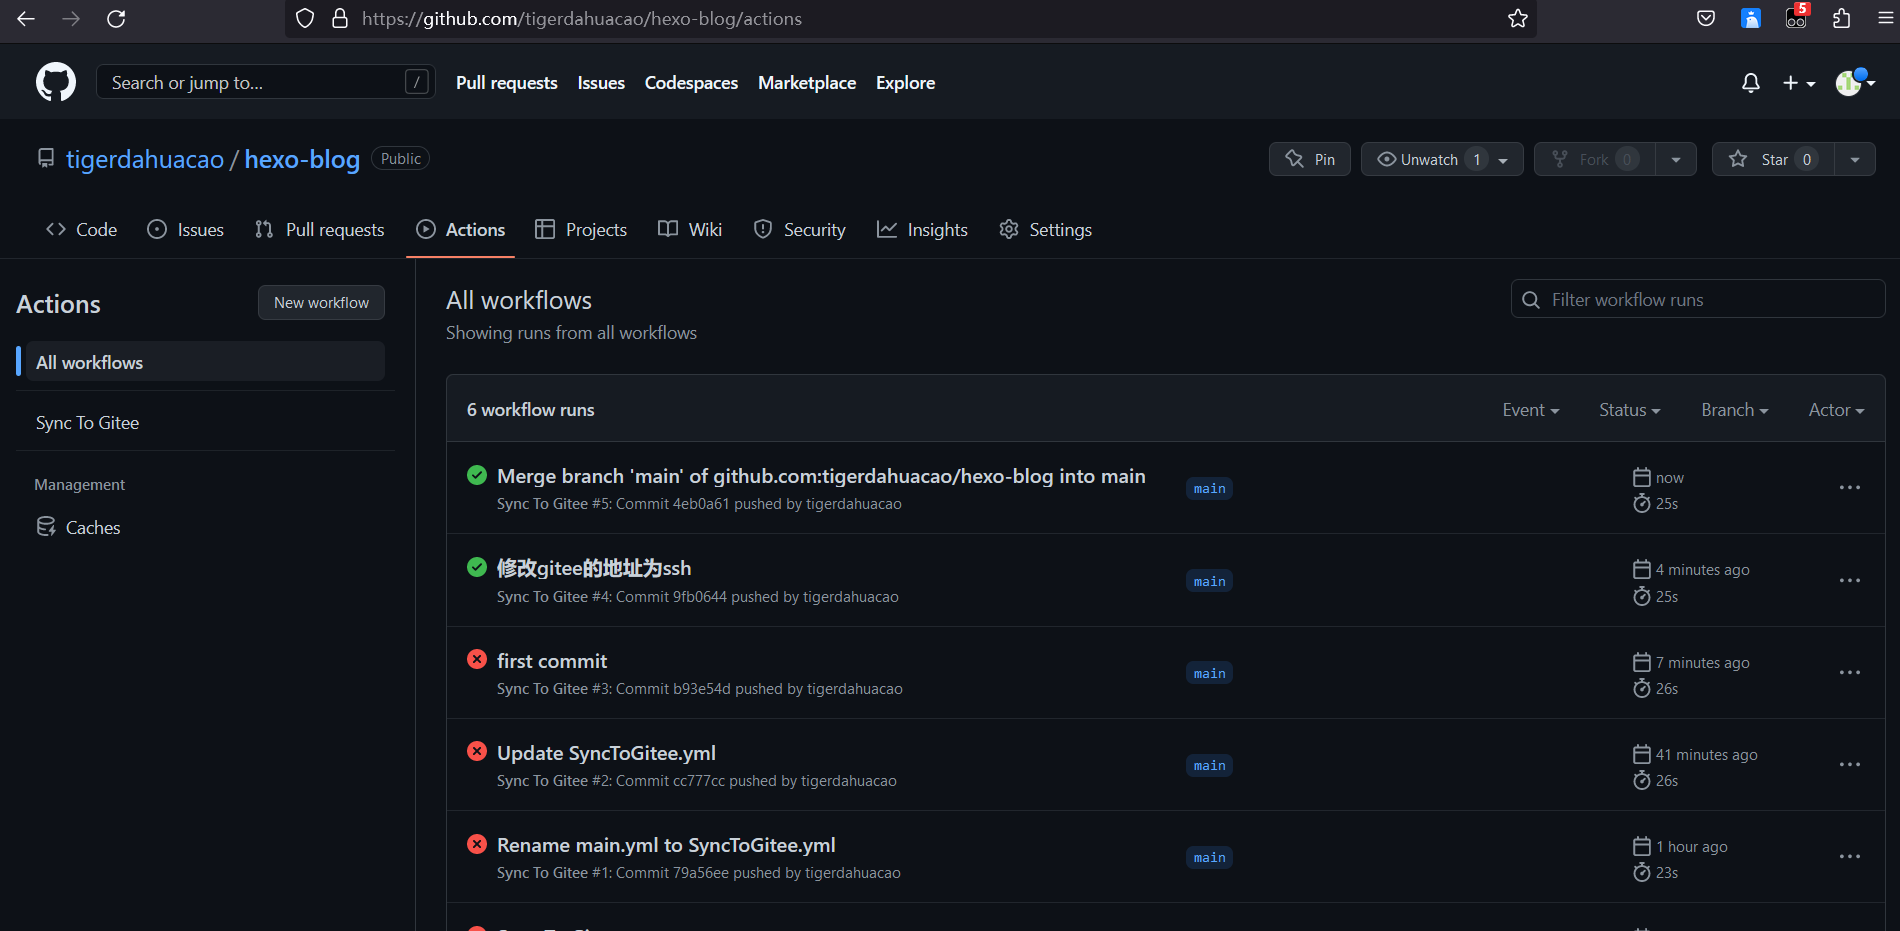 https://github.com/tigerdahuacao/hexo-blog/actions
5
Search or jump to... /
Pull requests Issues Codespaces Marketplace Explore
tigerdahuacao / hexo-blog Public
Pin Unwatch 1 Fork 0 Star 0
Code Issues Pull requests Actions Projects Wiki Security Insights Settings
Actions New workflow
All workflows
Sync To Gitee
Management
Caches
All workflows
Showing runs from all workflows
Filter workflow runs
6 workflow runs Event Status Branch Actor
Merge branch 'main' of github.com:tigerdahuacao/hexo-blog into main
Sync To Gitee #5: Commit 4eb0a61 pushed by tigerdahuacao
main
now
25s
修改gitee的地址为ssh
Sync To Gitee #4: Commit 9fb0644 pushed by tigerdahuacao
main
4 minutes ago
25s
first commit
Sync To Gitee #3: Commit b93e54d pushed by tigerdahuacao
main
7 minutes ago
26s
Update SyncToGitee.yml
Sync To Gitee #2: Commit cc777cc pushed by tigerdahuacao
main
41 minutes ago
26s
Rename main.yml to SyncToGitee.yml
Sync To Gitee #1: Commit 79a56ee pushed by tigerdahuacao
main
1 hour ago
23s